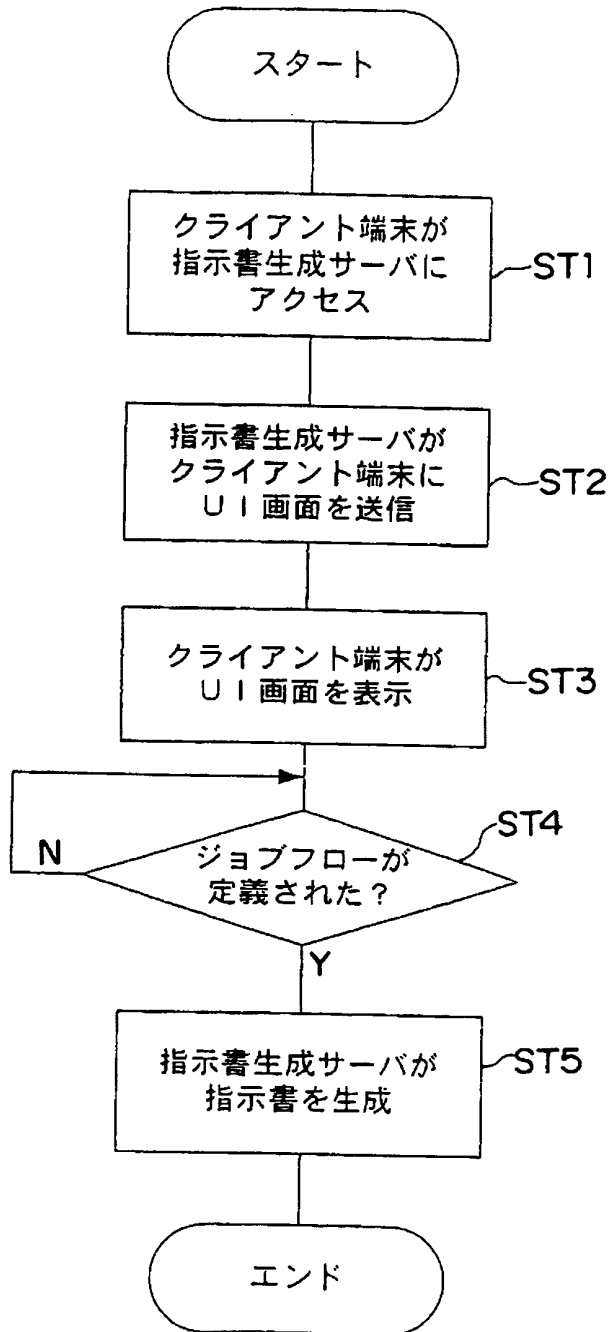 スタート
クライアント端末が
指示書生成サーバに
アクセス
ST1
指示書生成サーバが
クライアント端末に
UI画面を送信
ST2
クライアント端末が
UI画面を表示
ST3
ST4
N
ジョブフローが
定義された?
Y
指示書生成サーバが
指示書を生成
ST5
エンド